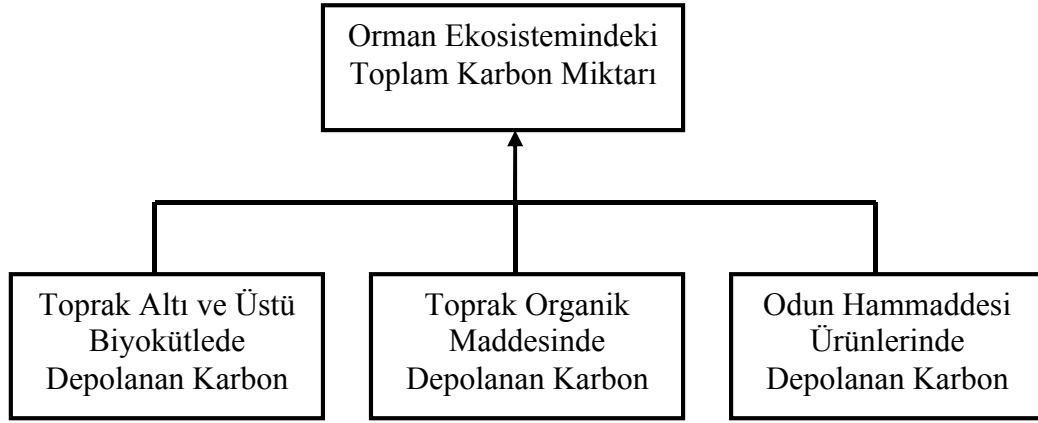 Orman Ekosistemindeki
Toplam Karbon Miktarı
Toprak Altı ve Üstü
Biyokütlede
Depolanan Karbon
Toprak Organik
Maddesinde
Depolanan Karbon
Odun Hammaddesi
Ürünlerinde
Depolanan Karbon